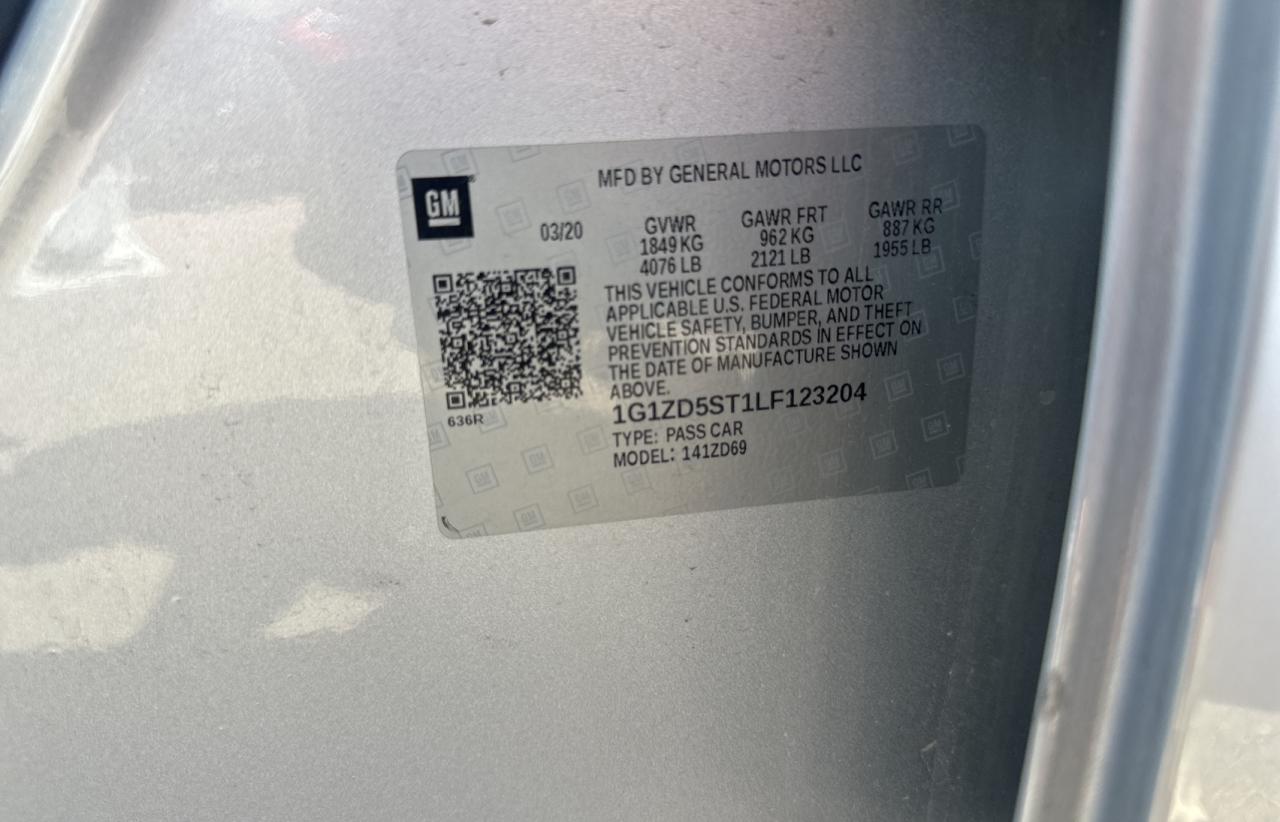 GM
MFD BY GENERAL MOTORS LLC
03/20
GVWR
1849 KG
4076 LB
GAWR FRT
962 KG
2121 LB
GAWR RR
887 KG
1955 LB
THIS VEHICLE CONFORMS TO ALL
APPLICABLE U.S. FEDERAL MOTOR
VEHICLE SAFETY, BUMPER, AND THEFT
PREVENTION STANDARDS IN EFFECT ON
THE DATE OF MANUFACTURE SHOWN
ABOVE.
1G1ZD5ST1LF123204
TYPE: PASS CAR
MODEL: 141ZD69
636R